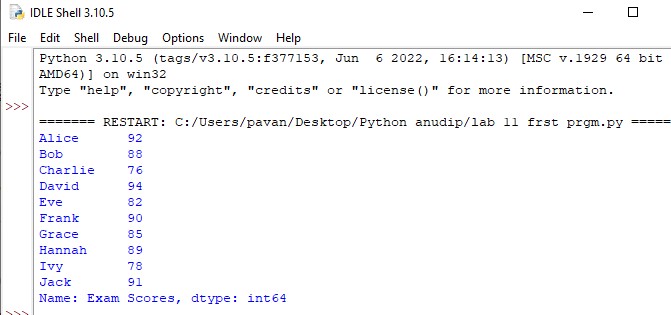 IDLE Shell 3.10.5
File Edit Shell Debug Options Window Help
Python 3.10.5 (tags/v3.10.5:f377153, Jun  6 2022, 16:14:13) [MSC v.1929 64 bit
AMD64)] on win32
Type "help", "copyright", "credits" or "license()" for more information.
>>>
======= RESTART: C:/Users/pavan/Desktop/Python anudip/lab 11 frst prgm.py =====
Alice      92
Bob        88
Charlie    76
David      94
Eve        82
Frank      90
Grace      85
Hannah     89
Ivy        78
Jack       91
Name: Exam Scores, dtype: int64
>>>